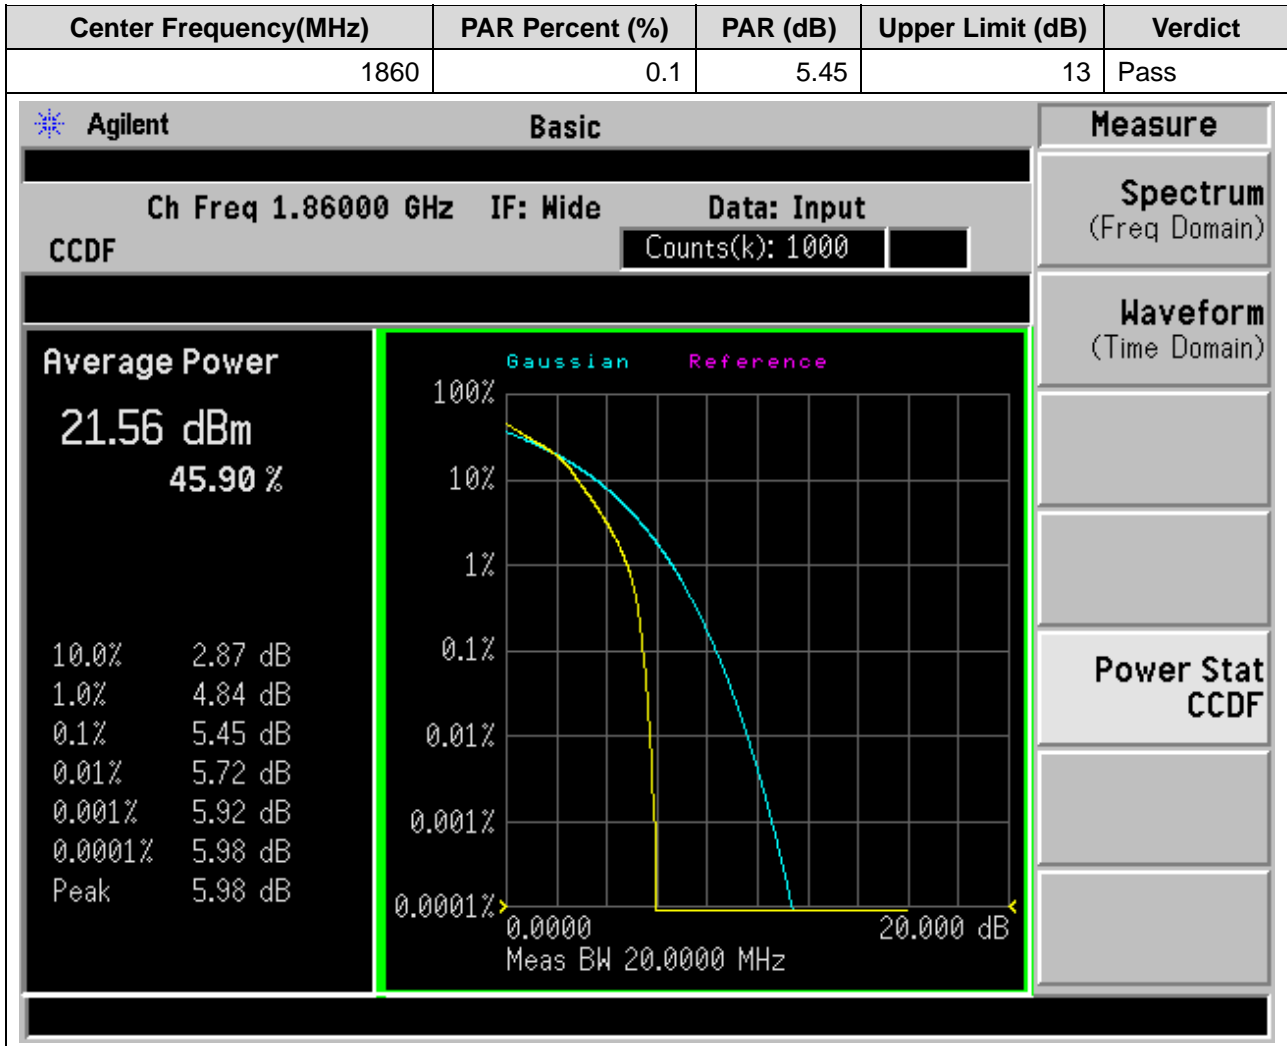 Center Frequency(MHz) PAR Percent (%) PAR (dB) Upper Limit (dB) Verdict
1860 0.1 5.45 13 Pass
Agilent Basic Measure
Ch Freq 1.86000 GHz IF: Wide Data: Input
CCDF Counts(k): 1000
Spectrum
(Freq Domain)
Waveform
(Time Domain)
Power Stat
CCDF
Average Power
21.56 dBm
45.90 %
10.0% 2.87 dB
1.0% 4.84 dB
0.1% 5.45 dB
0.01% 5.72 dB
0.001% 5.92 dB
0.0001% 5.98 dB
Peak 5.98 dB
Gaussian Reference
100%
10%
1%
0.1%
0.01%
0.001%
0.0001%
0.0000 20.000 dB
Meas BW 20.0000 MHz